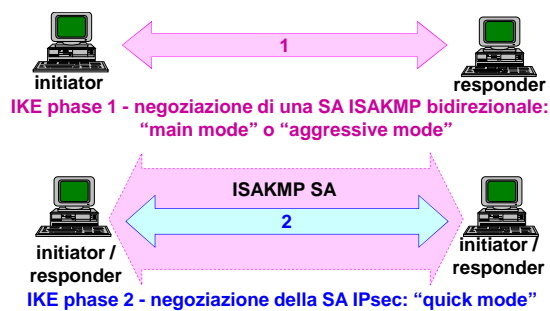 1
initiator
responder
IKE phase 1 - negoziazione di una SA ISAKMP bidirezionale:
“main mode” o “aggressive mode”
ISAKMP SA
2
initiator /
responder
initiator /
responder
IKE phase 2 - negoziazione della SA IPsec: “quick mode”